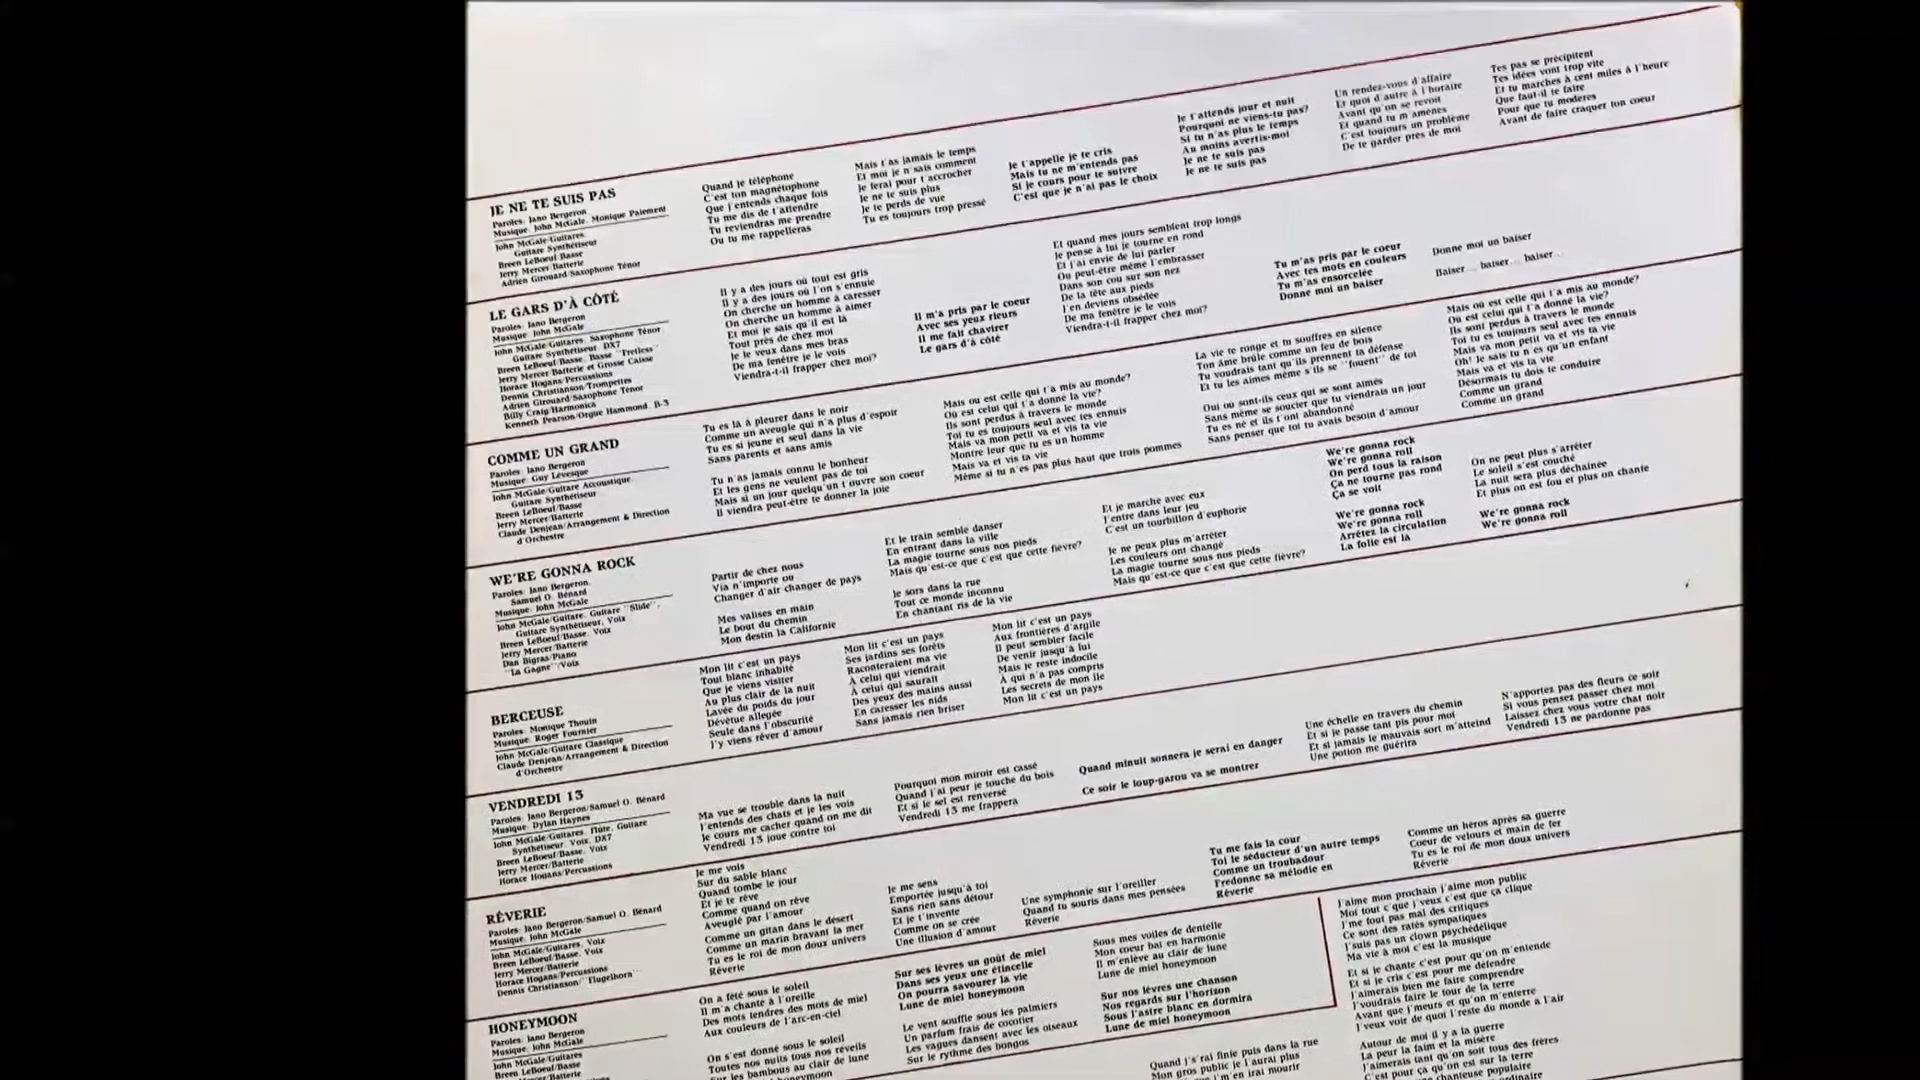 JE NE TE SUIS PAS
Paroles: Jano Bergeron
Musique: John McGale, Monique Paiement
John McGale/Guitares,
Guitare Synthétiseur
Breen LeBoeuf/Basse
Jerry Mercer/Batterie
Adrien Girouard/Saxophone Ténor
Quand je téléphone
C'est ton magnétophone
Que j'entends chaque fois
Tu me dis de t'attendre
Tu reviendras me prendre
Ou tu me rappelleras
Mais t'as jamais le temps
Et moi je n'sais comment
Je ferai pour t'accrocher
Je ne te suis plus
Je te perds de vue
Tu es toujours trop pressé
Je t'appelle je te cris
Mais tu ne m'entends pas
Si je cours pour te suivre
C'est que je n'ai pas le choix
Je t'attends jour et nuit
Pourquoi ne viens-tu pas?
Si tu n'as plus le temps
Au moins avertis-moi
Je ne te suis pas
Je ne te suis pas
Un rendez-vous d'affaire
Et quoi d'autre à l'horaire
Avant qu'on se revoit
Et quand tu m'amènes
C'est toujours un problème
De te garder près de moi
Tes pas se précipitent
Tes idées vont trop vite
Et tu marches à cent miles à l'heure
Que faut-il te faire
Pour que tu modères
Avant de faire craquer ton coeur
LE GARS D'À CÔTÉ
Paroles: Jano Bergeron
Musique: John McGale
John McGale/Guitares, Saxophone Ténor,
Guitare Synthétiseur, DX7
Breen LeBoeuf/Basse, Basse "Fretless"
Jerry Mercer/Batterie et Grosse Caisse
Horace Hogans/Percussions
Dennis Christianson/Trompettes
Adrien Girouard/Saxophone Ténor
Billy Craig/Harmonica
Kenneth Pearson/Orgue Hammond B-3
Il y a des jours où tout est gris
Il y a des jours où l'on s'ennuie
On cherche un homme à caresser
On cherche un homme à aimer
Et moi je sais qu'il est là
Tout près de chez moi
Je le veux dans mes bras
De ma fenêtre je le vois
Viendra-t-il frapper chez moi?
Il m'a pris par le coeur
Avec ses yeux rieurs
Il me fait chavirer
Le gars d'à côté
Et quand mes jours semblent trop longs
Je pense à lui je tourne en rond
Et j'ai envie de lui parler
Ou peut-être même l'embrasser
Dans son cou sur son nez
De la tête aux pieds
J'en deviens obsédée
De ma fenêtre je le vois
Viendra-t-il frapper chez moi?
Tu m'as pris par le coeur
Avec tes mots en couleurs
Tu m'as ensorcelée
Donne moi un baiser
Donne moi un baiser
Baiser... baiser... baiser...
COMME UN GRAND
Paroles: Jano Bergeron
Musique: Guy Lévesque
John McGale/Guitare Accoustique
Guitare Synthétiseur
Breen LeBoeuf/Basse
Jerry Mercer/Batterie
Claude Denjean/Arrangement & Direction
d'Orchestre
Tu es là à pleurer dans le noir
Comme un aveugle qui n'a plus d'espoir
Tu es si jeune et seul dans la vie
Sans parents et sans amis
Tu n'as jamais connu le bonheur
Et les gens ne veulent pas de toi
Mais si un jour quelqu'un t'ouvre son coeur
Il viendra peut-être te donner la joie
Mais où est celle qui t'a mis au monde?
Où est celui qui t'a donné la vie?
Ils sont perdus à travers le monde
Toi tu es toujours seul avec tes ennuis
Mais va mon petit va et vis ta vie
Montre leur que tu es un homme
Mais va et vis ta vie
Même si tu n'es pas plus haut que trois pommes
La vie te ronge et tu souffres en silence
Ton âme brûle comme un feu de bois
Tu voudrais tant qu'ils prennent ta défense
Et tu les aimes même s'ils se "fouent" de toi
Oui où sont-ils ceux qui se sont aimés
Sans même se soucier que tu viendrais un jour
Tu es né et ils t'ont abandonné
Sans penser que toi tu avais besoin d'amour
Mais où est celle qui t'a mis au monde?
Où est celui qui t'a donné la vie?
Ils sont perdus à travers le monde
Toi tu es toujours seul avec tes ennuis
Mais va mon petit va et vis ta vie
Oh! Je sais tu n'es qu'un enfant
Mais va et vis ta vie
Désormais tu dois te conduire
Comme un grand
Comme un grand
WE'RE GONNA ROCK
Paroles: Jano Bergeron,
Samuel O. Bénard
Musique: John McGale
John McGale/Guitare, Guitare "Slide",
Guitare Synthétiseur, Voix
Breen LeBoeuf/Basse, Voix
Jerry Mercer/Batterie
Dan Bigras/Piano
"La Gagne"/Voix
Partir de chez nous
Via n'importe où
Changer d'air changer de pays
Mes valises en main
Le bout du chemin
Mon destin la Californie
Et le train semble danser
En entrant dans la ville
La magie tourne sous nos pieds
Mais qu'est-ce que c'est que cette fièvre?
Je sors dans la rue
Tout ce monde inconnu
En chantant ris de la vie
Et je marche avec eux
J'entre dans leur jeu
C'est un tourbillon d'euphorie
Je ne peux plus m'arrêter
Les couleurs ont changé
La magie tourne sous nos pieds
Mais qu'est-ce que c'est que cette fièvre?
We're gonna rock
We're gonna roll
On perd tous la raison
Ça ne tourne pas rond
Ça se voit
We're gonna rock
We're gonna roll
Arrêtez la circulation
La folie est là
On ne peut plus s'arrêter
Le soleil s'est couché
La nuit sera plus déchaînée
Et plus on est fou et plus on chante
We're gonna rock
We're gonna roll
BERCEUSE
Paroles: Monique Thouin
Musique: Roger Fournier
John McGale/Guitare Classique
Claude Denjean/Arrangement & Direction
d'Orchestre
Mon lit c'est un pays
Tout blanc inhabité
Que je viens visiter
Au plus clair de la nuit
Lavée du poids du jour
Dévêtue allegée
Seule dans l'obscurité
J'y viens rêver d'amour
Mon lit c'est un pays
Ses jardins ses forêts
Raconteraient ma vie
À celui qui viendrait
À celui qui saurait
Des yeux des mains aussi
En caresser les nids
Sans jamais rien briser
Mon lit c'est un pays
Aux frontières d'argile
Il peut sembler facile
De venir jusqu'à lui
Mais je reste indocile
À qui n'a pas compris
Les secrets de mon île
Mon lit c'est un pays
VENDREDI 13
Paroles: Jano Bergeron/Samuel O. Bénard
Musique: Dylan Haynes
John McGale/Guitares, Flûte, Guitare
Synthétiseur, Voix, DX7
Breen LeBoeuf/Basse, Voix
Jerry Mercer/Batterie
Horace Hogans/Percussions
Ma vue se trouble dans la nuit
J'entends des chats et je les vois
Je cours me cacher quand on me dit
Vendredi 13 joue contre toi
Pourquoi mon miroir est cassé
Quand j'ai peur je touche du bois
Et si le sel est renversé
Vendredi 13 me frappera
Quand minuit sonnera je serai en danger
Ce soir le loup-garou va se montrer
Une échelle en travers du chemin
Et si je passe tant pis pour moi
Et si jamais le mauvais sort m'atteind
Une potion me guérira
N'apportez pas des fleurs ce soir
Si vous pensez passer chez moi
Laissez chez vous votre chat noir
Vendredi 13 ne pardonne pas
RÊVERIE
Paroles: Jano Bergeron/Samuel O. Bénard
Musique: John McGale
John McGale/Guitares, Voix
Breen LeBoeuf/Basse, Voix
Jerry Mercer/Batterie
Horace Hogans/Percussions
Dennis Christianson/"Flugelhorn"
Je me vois
Sur du sable blanc
Quand tombe le jour
Et je te rêve
Comme quand on rêve
Aveuglé par l'amour
Comme un gitan dans le désert
Comme un marin bravant la mer
Tu es le roi de mon doux univers
Rêverie
Je me sens
Emportée jusqu'à toi
Sans rien sans détour
Et je t'invente
Comme on se crée
Une illusion d'amour
Une symphonie sur l'oreiller
Quand tu souris dans mes pensées
Rêverie
Tu me fais la cour
Toi le séducteur d'un autre temps
Comme un troubadour
Fredonne sa mélodie en
Rêverie
Comme un héros après sa guerre
Coeur de velours et main de fer
Tu es le roi de mon doux univers
Rêverie
HONEYMOON
Paroles: Jano Bergeron
Musique: John McGale
John McGale/Guitares
Breen LeBoeuf/Basse
Jerry Mercer/Batterie
On a fêté sous le soleil
Il m'a chanté à l'oreille
Des mots tendres des mots de miel
Aux couleurs de l'arc-en-ciel
On s'est donné sous le soleil
Toutes nos nuits tous nos réveils
Sur les bambous au clair de lune
honeymoon
Sur ses lèvres un goût de miel
Dans ses yeux une étincelle
On pourra savourer la vie
Lune de miel honeymoon
Le vent souffle sous les palmiers
Un parfum frais de cocotier
Les vagues dansent avec les oiseaux
Sur le rythme des bongos
Sous mes voiles de dentelle
Mon coeur bat en harmonie
Il m'enlève au clair de lune
Lune de miel honeymoon
Sur nos lèvres une chanson
Nos regards sur l'horizon
Sous l'astre blanc en dormira
Lune de miel honeymoon
Quand j's'rai finie puis dans la rue
Mon gros public je l'aurai plus
m'en irai mourir
J'aime mon prochain j'aime mon public
Moi tout c'que j'veux c'est que ça clique
J'me fout pas mal des critiques
Ce sont des ratés sympatiques
J'suis pas un clown psychédélique
Ma vie à moi c'est la musique
Et si je chante c'est pour qu'on m'entende
Et si je cris c'est pour me défendre
J'aimerais bien me faire comprendre
J'voudrais faire le tour de la terre
Avant que j'meurs et qu'on m'enterre
J'veux voir de quoi l'reste du monde a l'air
Autour de moi il y a la guerre
La peur la faim et la misère
J'aimerais tant qu'on soit tous des frères
C'est pour ça qu'on est sur la terre
chanteuse populaire
ordinaire